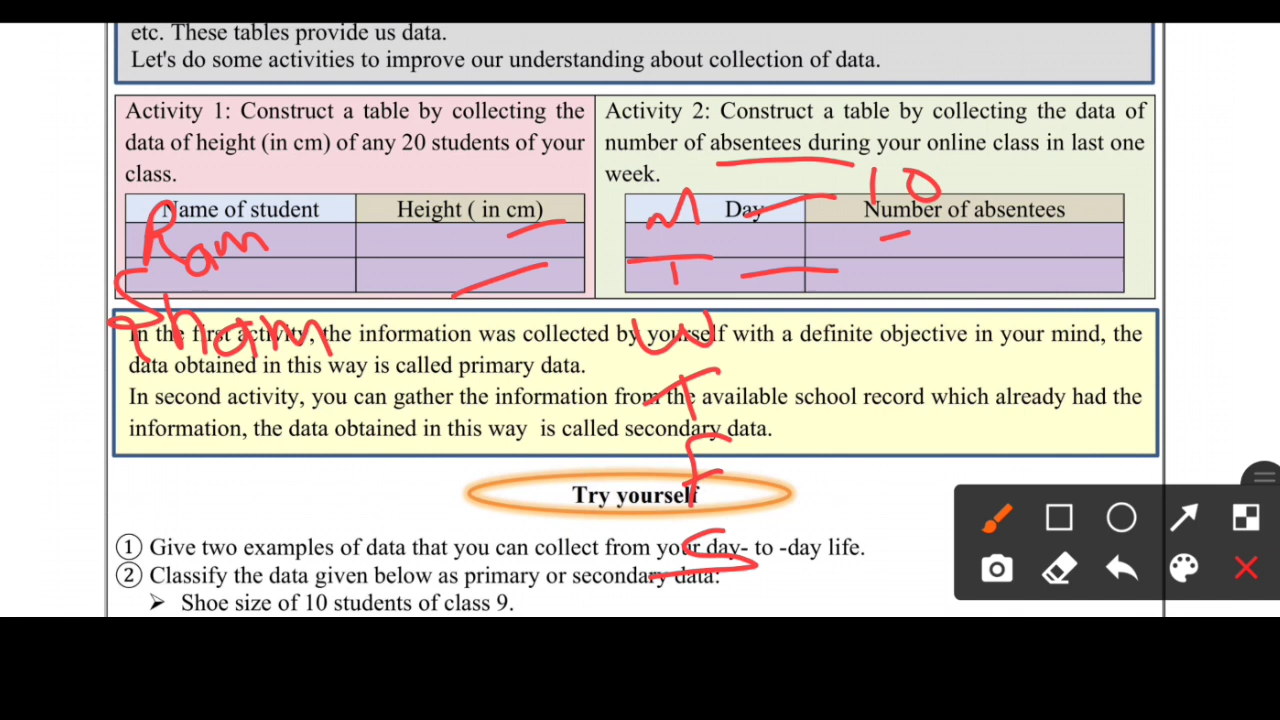 etc. These tables provide us data.
Let's do some activities to improve our understanding about collection of data.
Activity 1: Construct a table by collecting the
data of height (in cm) of any 20 students of your
class.
Name of student Height ( in cm)
Ram
Sham
Activity 2: Construct a table by collecting the data of
number of absentees during your online class in last one
week.
10
Day Number of absentees
M
T
W
T
F
S
In the first activity, the information was collected by yourself with a definite objective in your mind, the
data obtained in this way is called primary data.
In second activity, you can gather the information from the available school record which already had the
information, the data obtained in this way is called secondary data.
Try yourself
1 Give two examples of data that you can collect from your day- to -day life.
2 Classify the data given below as primary or secondary data:
➢ Shoe size of 10 students of class 9.